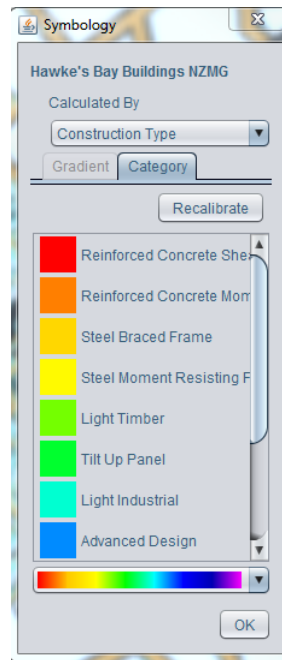 Symbology
Hawke's Bay Buildings NZMG
Calculated By
Construction Type
Gradient Category
Recalibrate
Reinforced Concrete Shea
Reinforced Concrete Mom
Steel Braced Frame
Steel Moment Resisting F
Light Timber
Tilt Up Panel
Light Industrial
Advanced Design
OK